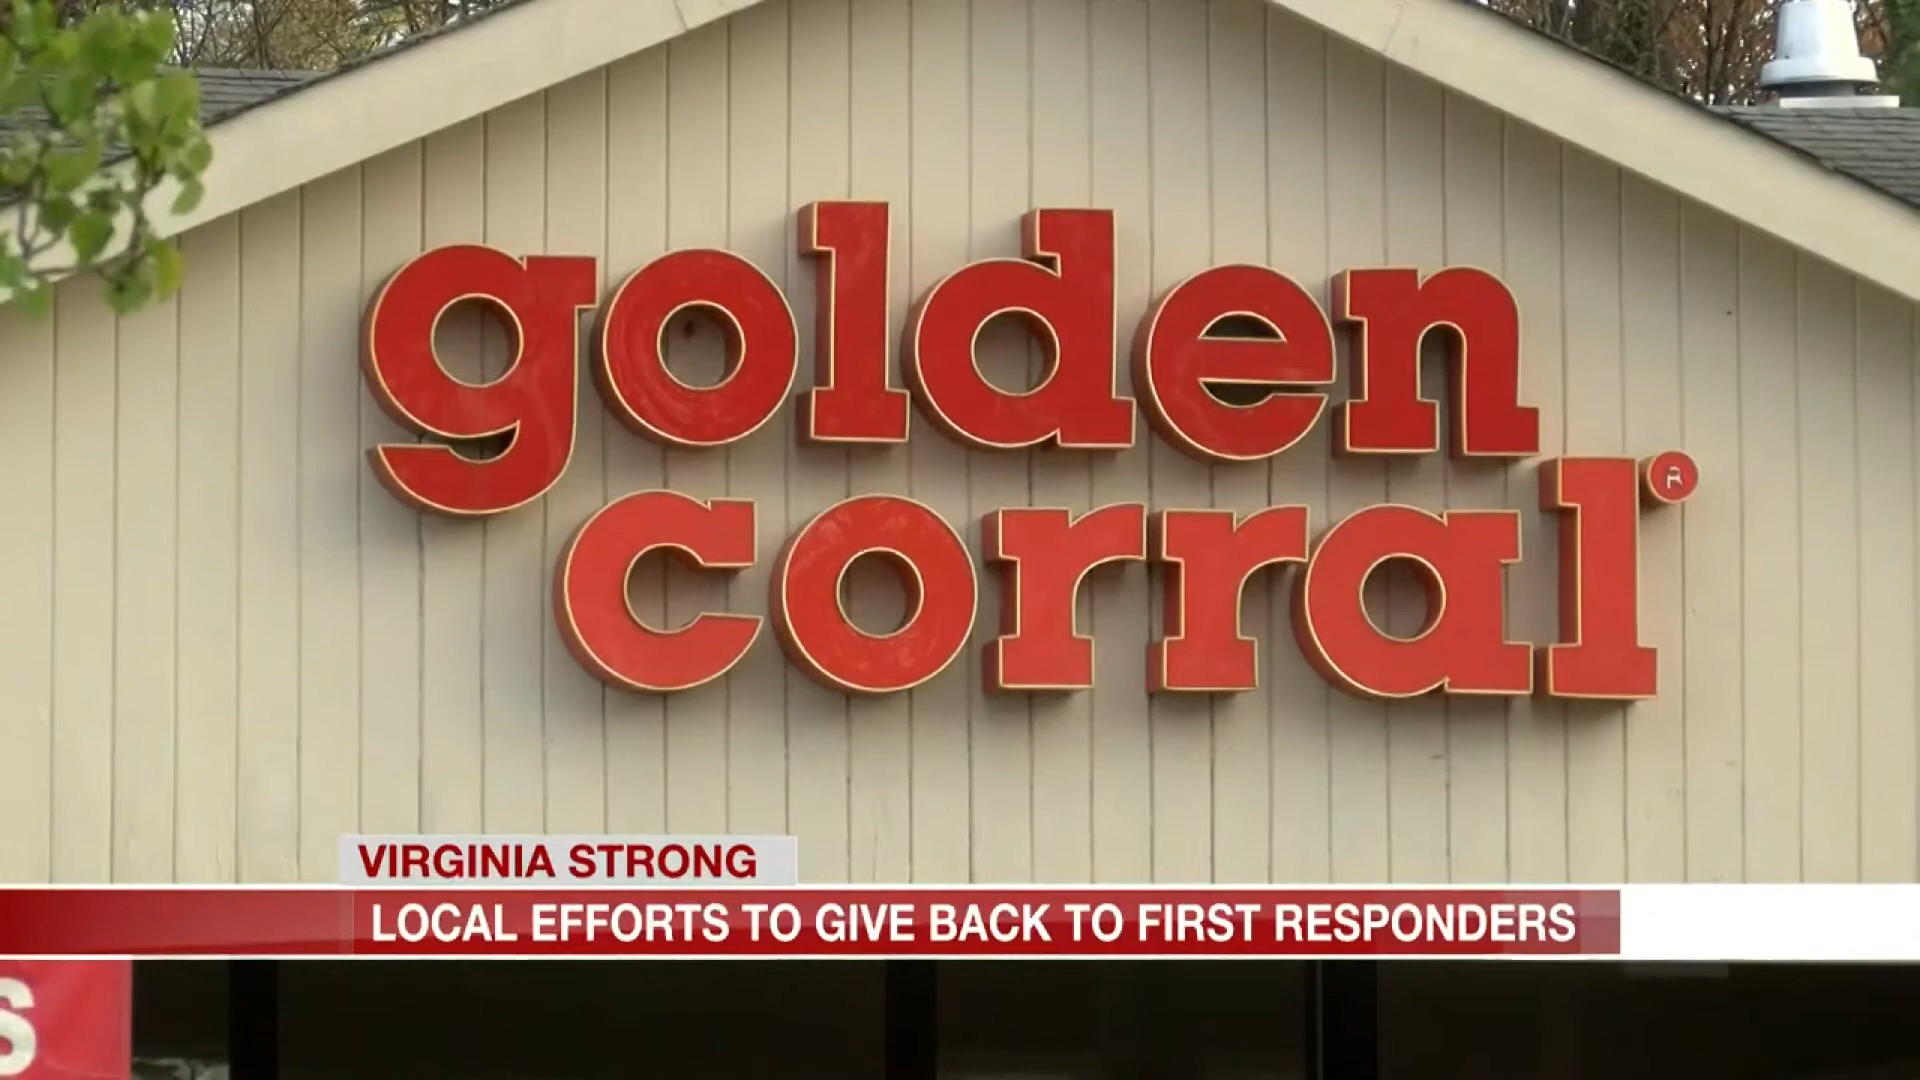 golden
corral®
VIRGINIA STRONG
LOCAL EFFORTS TO GIVE BACK TO FIRST RESPONDERS
S